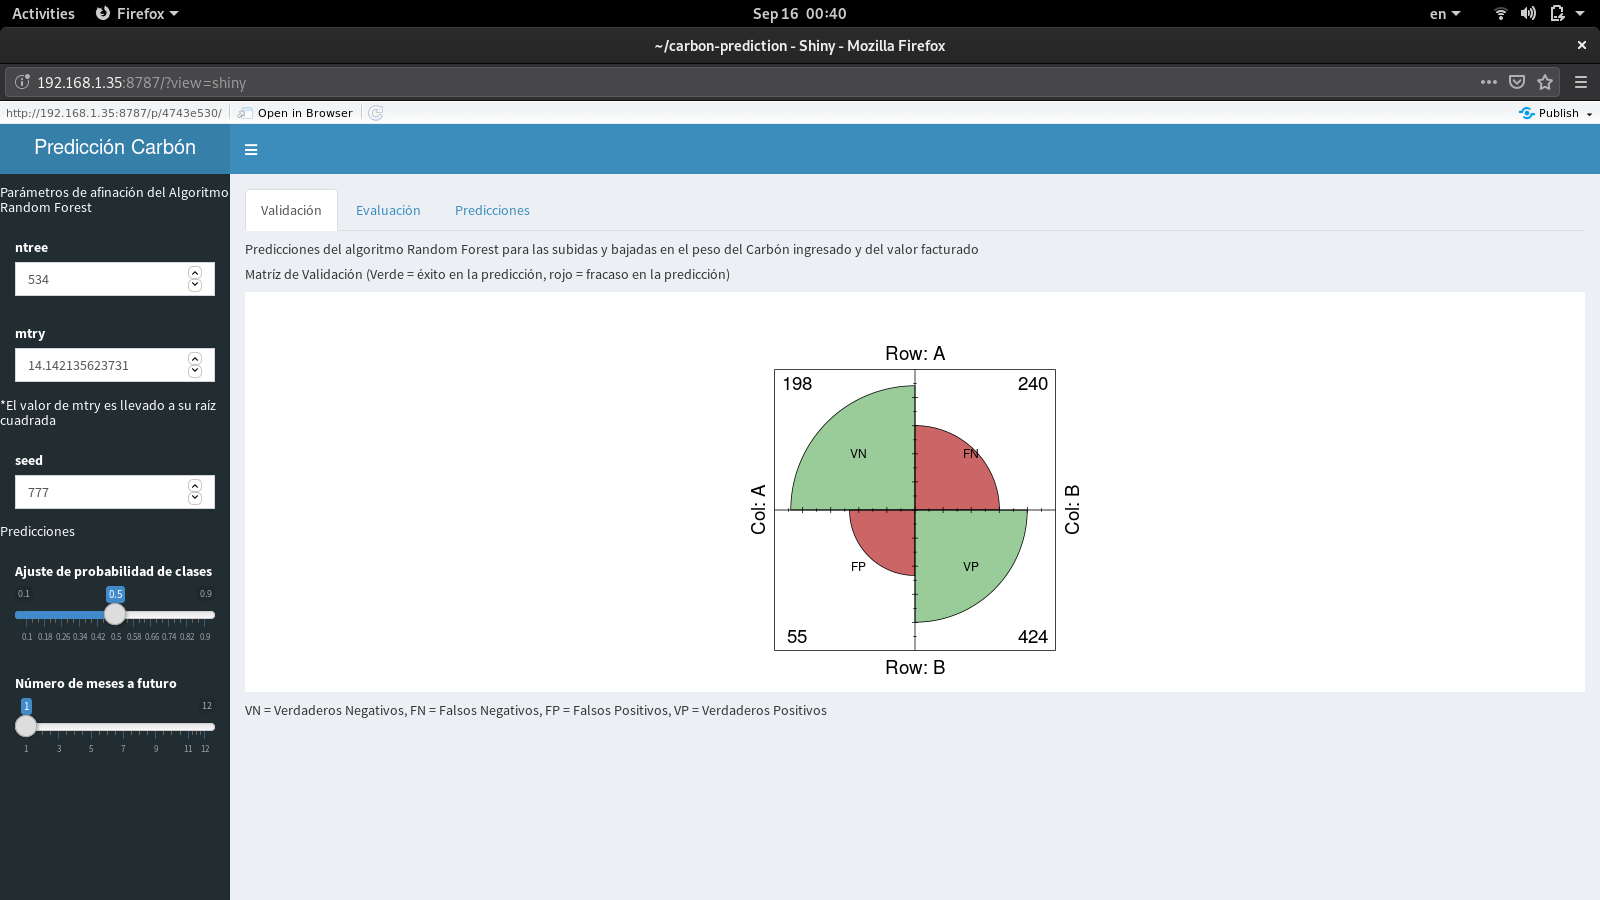 Activities
Firefox
Sep 16 00:40
en
~/carbon-prediction - Shiny - Mozilla Firefox
192.168.1.35:8787/?view=shiny
http://192.168.1.35:8787/p/4743e530/
Open in Browser
Publish
Predicción Carbón
Parámetros de afinación del Algoritmo
Random Forest
ntree
534
mtry
14.142135623731
*El valor de mtry es llevado a su raíz
cuadrada
seed
777
Predicciones
Ajuste de probabilidad de clases
0.1 0.5 0.9
0.1 0.18 0.26 0.34 0.42 0.5 0.58 0.66 0.74 0.82 0.9
Número de meses a futuro
1 12
1 3 5 7 9 11 12
Validación
Evaluación
Predicciones
Predicciones del algoritmo Random Forest para las subidas y bajadas en el peso del Carbón ingresado y del valor facturado
Matríz de Validación (Verde = éxito en la predicción, rojo = fracaso en la predicción)
Row: A
198
240
VN
FN
Col: A
Col: B
FP
VP
55
424
Row: B
VN = Verdaderos Negativos, FN = Falsos Negativos, FP = Falsos Positivos, VP = Verdaderos Positivos